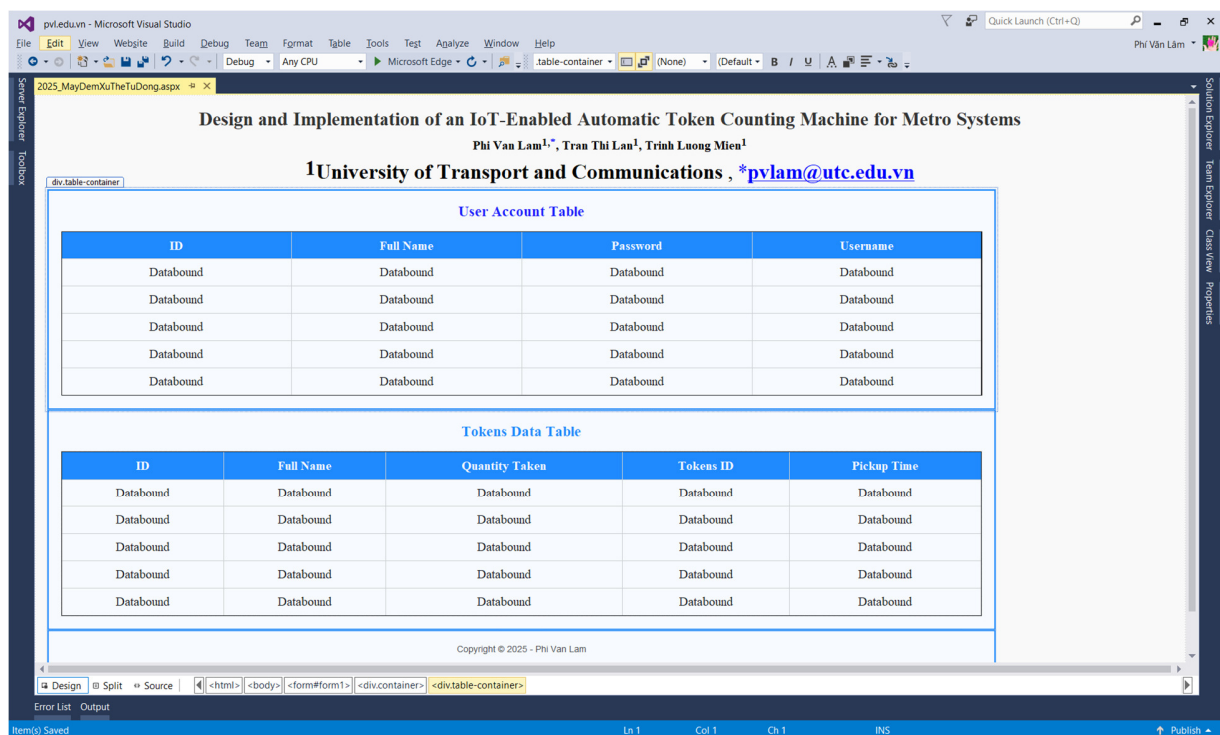 pvl.edu.vn - Microsoft Visual Studio
Quick Launch (Ctrl+Q)
File Edit View Website Build Debug Team Format Table Tools Test Analyze Window Help
Phí Văn Lâm
Debug Any CPU Microsoft Edge .table-container (None) (Default B I U A
Server Explorer
Toolbox
2025_MayDemXuTheTuDong.aspx
Design and Implementation of an IoT-Enabled Automatic Token Counting Machine for Metro Systems
Phi Van Lam1,*, Tran Thi Lan1, Trinh Luong Mien1
1University of Transport and Communications , *pvlam@utc.edu.vn
div.table-container
User Account Table
ID Full Name Password Username
Databound Databound Databound Databound
Databound Databound Databound Databound
Databound Databound Databound Databound
Databound Databound Databound Databound
Databound Databound Databound Databound
Tokens Data Table
ID Full Name Quantity Taken Tokens ID Pickup Time
Databound Databound Databound Databound Databound
Databound Databound Databound Databound Databound
Databound Databound Databound Databound Databound
Databound Databound Databound Databound Databound
Databound Databound Databound Databound Databound
Copyright © 2025 - Phi Van Lam
Solution Explorer
Team Explorer
Class View
Properties
Design Split Source <html> <body> <form#form1> <div.container> <div.table-container>
Error List Output
Item(s) Saved Ln 1 Col 1 Ch 1 INS Publish